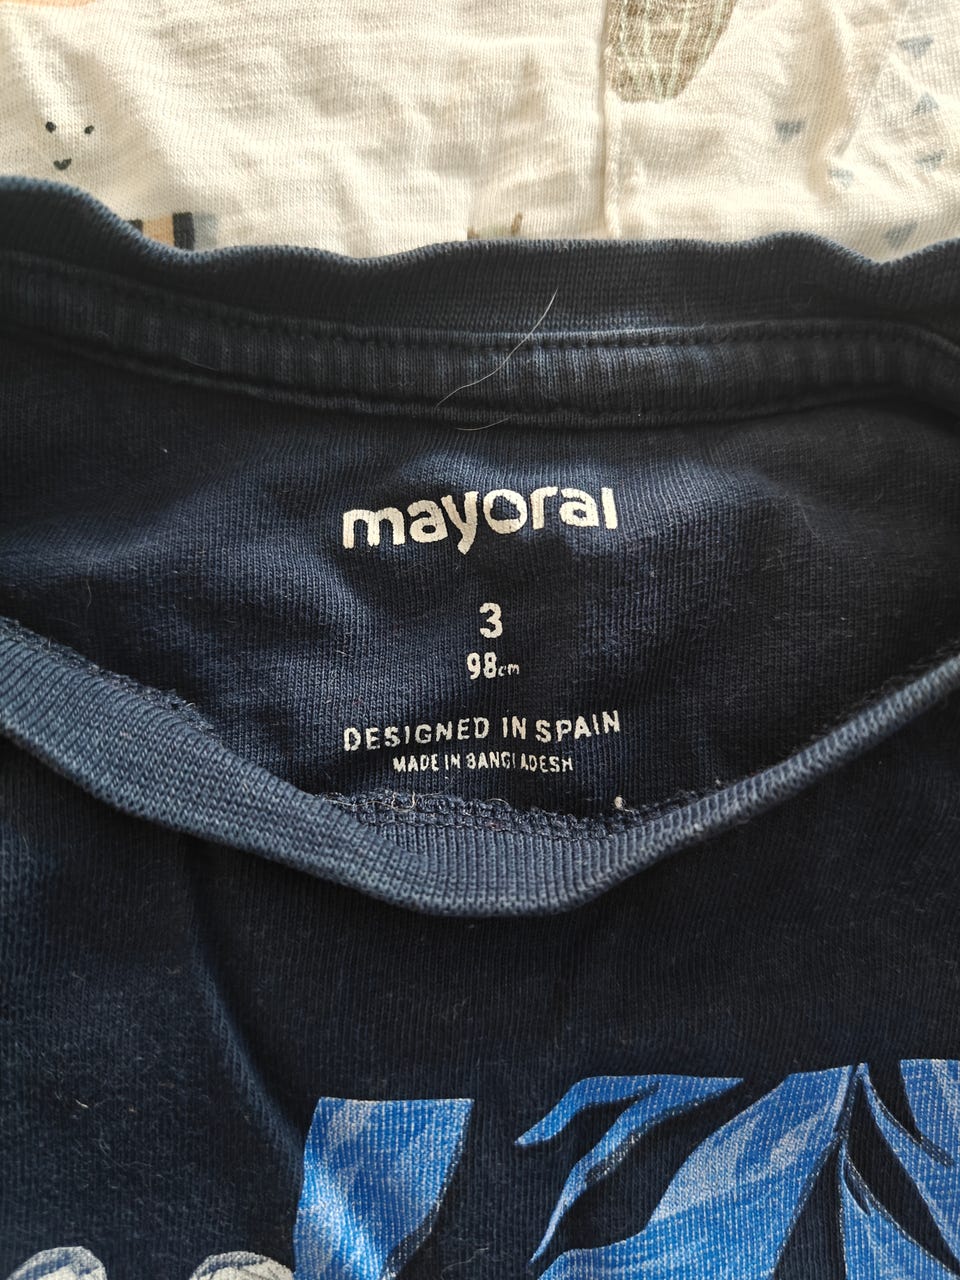 mayoral
3
98cm
DESIGNED IN SPAIN
MADE IN BANGLADESH